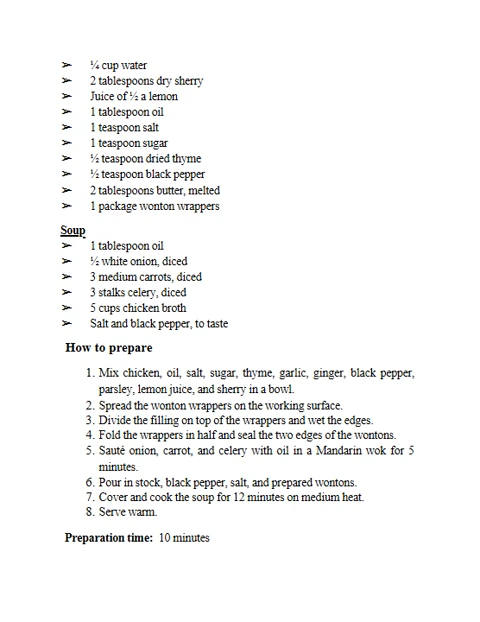 ➢ ¼ cup water
➢ 2 tablespoons dry sherry
➢ Juice of ½ a lemon
➢ 1 tablespoon oil
➢ 1 teaspoon salt
➢ 1 teaspoon sugar
➢ ½ teaspoon dried thyme
➢ ½ teaspoon black pepper
➢ 2 tablespoons butter, melted
➢ 1 package wonton wrappers
Soup
➢ 1 tablespoon oil
➢ ½ white onion, diced
➢ 3 medium carrots, diced
➢ 3 stalks celery, diced
➢ 5 cups chicken broth
➢ Salt and black pepper, to taste
How to prepare
1. Mix chicken, oil, salt, sugar, thyme, garlic, ginger, black pepper,
parsley, lemon juice, and sherry in a bowl.
2. Spread the wonton wrappers on the working surface.
3. Divide the filling on top of the wrappers and wet the edges.
4. Fold the wrappers in half and seal the two edges of the wontons.
5. Sauté onion, carrot, and celery with oil in a Mandarin wok for 5
minutes.
6. Pour in stock, black pepper, salt, and prepared wontons.
7. Cover and cook the soup for 12 minutes on medium heat.
8. Serve warm.
Preparation time: 10 minutes